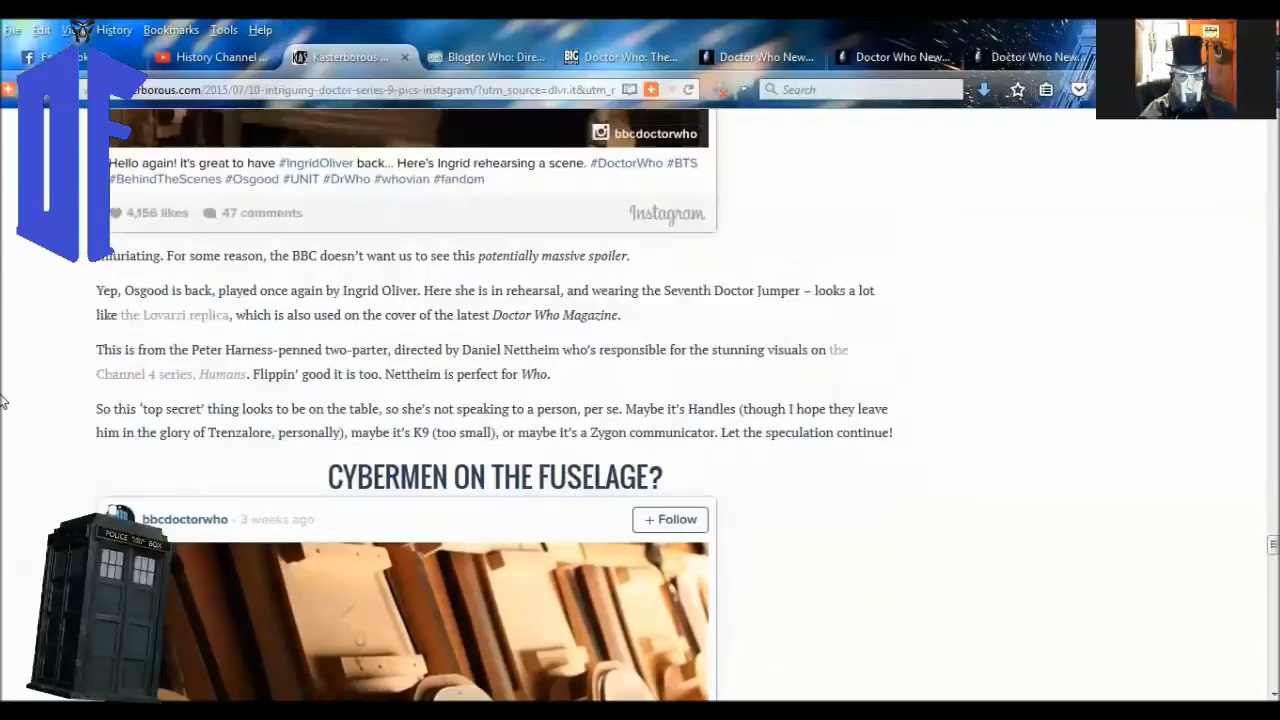 File Edit View History Bookmarks Tools Help
History Channel ...
Kasterborous ...
Blogtor Who: Dire...
BIG
Doctor Who: The...
Doctor Who New...
Doctor Who New...
Doctor Who New...
erborous.com/2015/07/10-intriguing-doctor-series-9-pics-instagram/?utm_source=dlvr.it&utm_r
Search
bbcdoctorwho
Hello again! It's great to have #IngridOliver back... Here's Ingrid rehearsing a scene. #DoctorWho #BTS
#BehindTheScenes #Osgood #UNIT #DrWho #whovian #fandom
4,156 likes 47 comments
Instagram
For some reason, the BBC doesn't want us to see this potentially massive spoiler.
Yep, Osgood is back, played once again by Ingrid Oliver. Here she is in rehearsal, and wearing the Seventh Doctor Jumper – looks a lot
like the Lovarzi replica, which is also used on the cover of the latest Doctor Who Magazine.
This is from the Peter Harness-penned two-parter, directed by Daniel Nettheim who's responsible for the stunning visuals on the
Channel 4 series, Humans. Flippin' good it is too. Nettheim is perfect for Who.
So this 'top secret' thing looks to be on the table, so she's not speaking to a person, per se. Maybe it's Handles (though I hope they leave
him in the glory of Trenzalore, personally), maybe it's K9 (too small), or maybe it's a Zygon communicator. Let the speculation continue!
CYBERMEN ON THE FUSELAGE?
bbcdoctorwho · 3 weeks ago
+ Follow
POLICE BOX